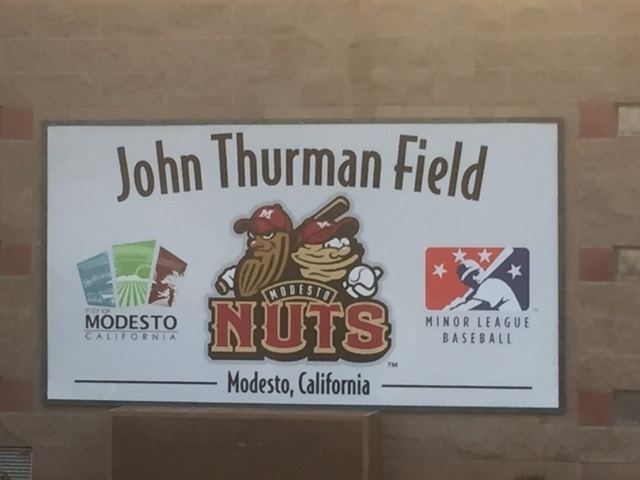 John Thurman Field
M
CITY OF
MODESTO
CALIFORNIA
MODESTO
NUTS
TM
MINOR LEAGUE
BASEBALL
Modesto, California